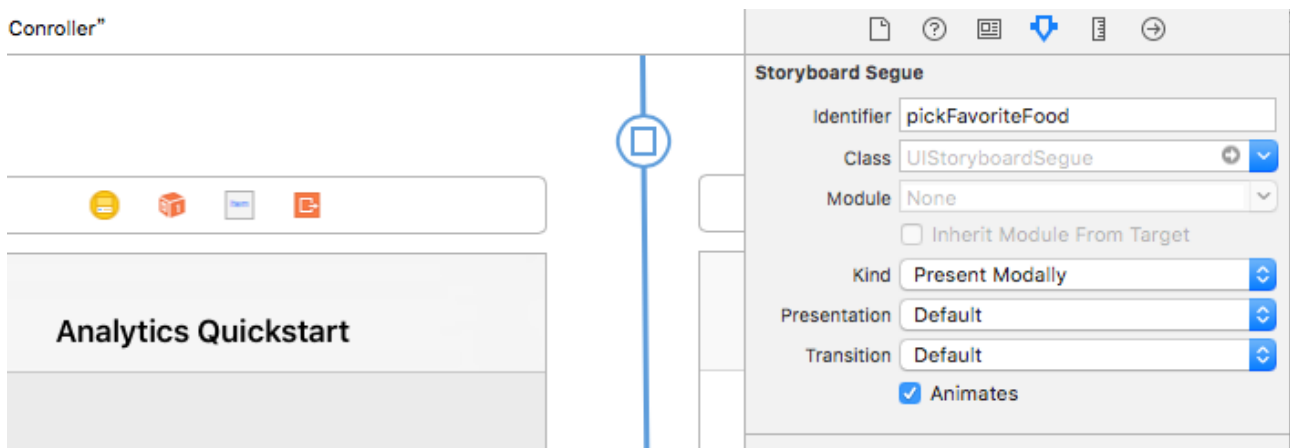 Conroller”
Storyboard Segue
Identifier pickFavoriteFood
Class UIStoryboardSegue
Module None
Inherit Module From Target
Kind Present Modally
Presentation Default
Transition Default
Animates
Analytics Quickstart